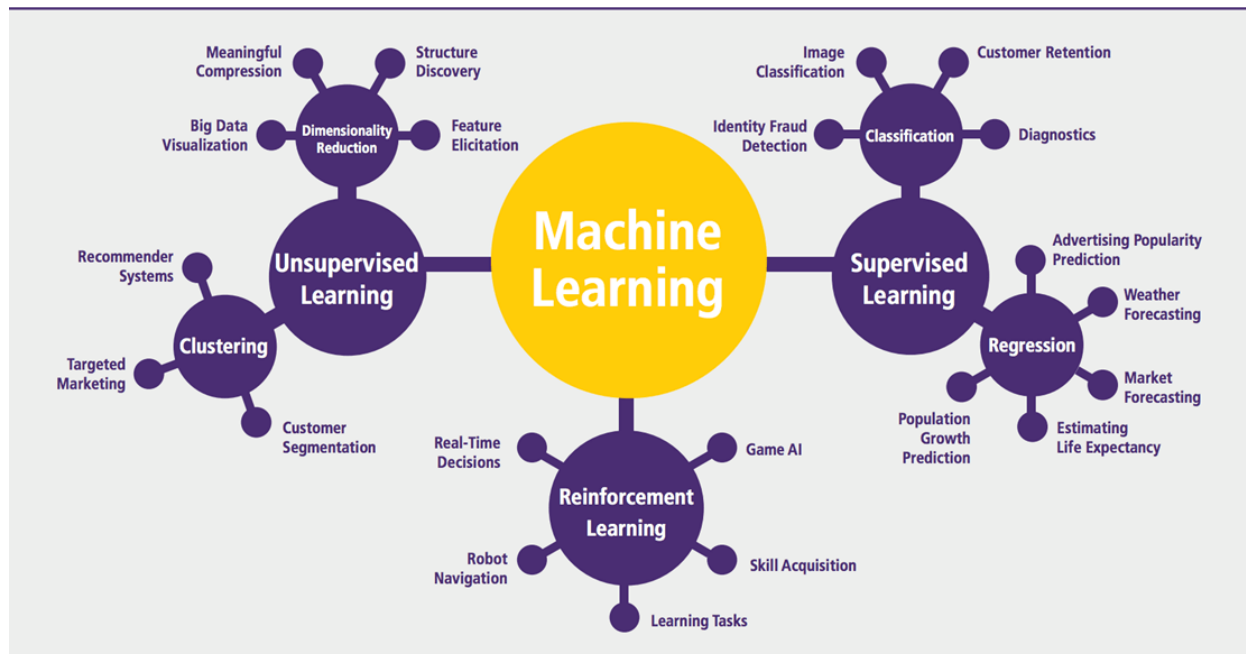 Machine
Learning
Unsupervised
Learning
Dimensionality
Reduction
Meaningful
Compression
Structure
Discovery
Big Data
Visualization
Feature
Elicitation
Clustering
Recommender
Systems
Targeted
Marketing
Customer
Segmentation
Supervised
Learning
Classification
Image
Classification
Customer Retention
Identity Fraud
Detection
Diagnostics
Regression
Advertising Popularity
Prediction
Weather
Forecasting
Market
Forecasting
Estimating
Life Expectancy
Population
Growth
Prediction
Reinforcement
Learning
Real-Time
Decisions
Game AI
Robot
Navigation
Skill Acquisition
Learning Tasks